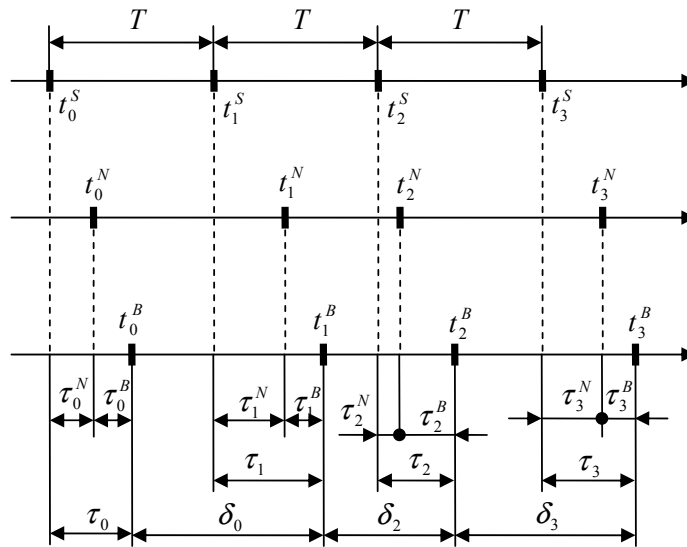 T T T
t_0^S t_1^S t_2^S t_3^S
t_0^N t_1^N t_2^N t_3^N
t_0^B t_1^B t_2^B t_3^B
τ_0^N τ_0^B τ_1^N τ_1^B τ_2^N τ_2^B τ_3^N τ_3^B
τ_1 τ_2 τ_3
τ_0 δ_0 δ_2 δ_3